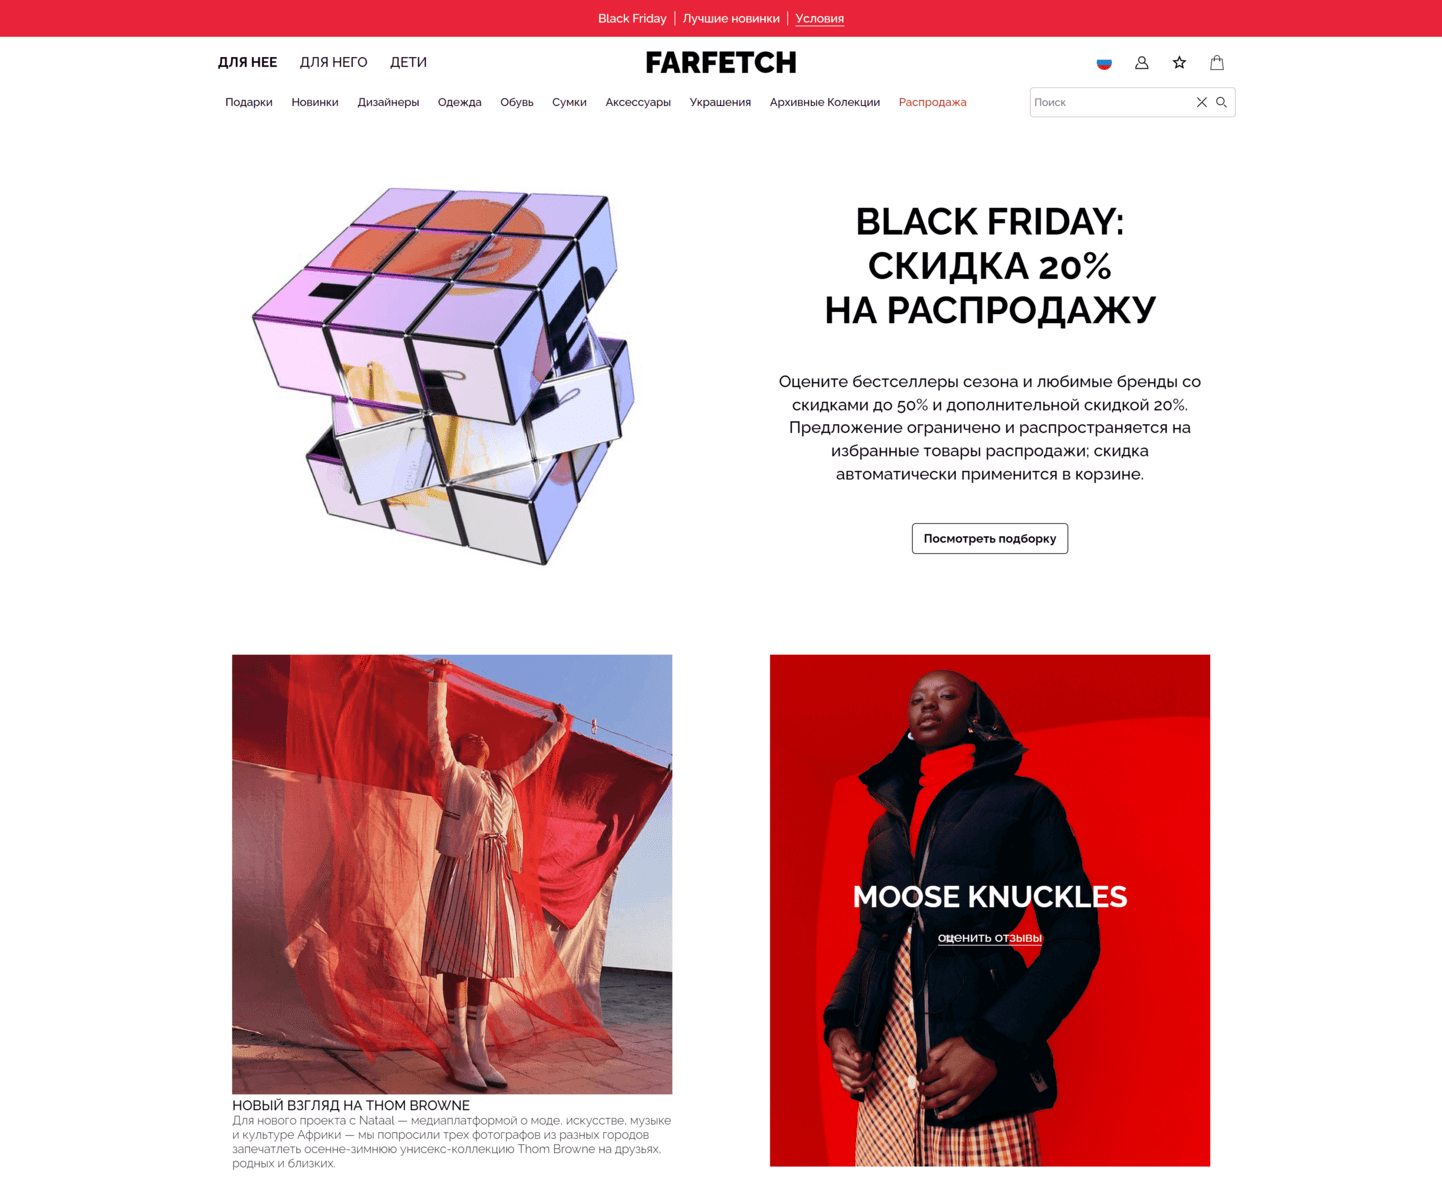 Black Friday | Лучшие новинки | Условия
ДЛЯ НЕЕ ДЛЯ НЕГО ДЕТИ
FARFETCH
Подарки Новинки Дизайнеры Одежда Обувь Сумки Аксессуары Украшения Архивные Колекции Распродажа
Поиск
BLACK FRIDAY:
СКИДКА 20%
НА РАСПРОДАЖУ
Оцените бестселлеры сезона и любимые бренды со
скидками до 50% и дополнительной скидкой 20%.
Предложение ограничено и распространяется на
избранные товары распродажи; скидка
автоматически применится в корзине.
Посмотреть подборку
НОВЫЙ ВЗГЛЯД НА THOM BROWNE
Для нового проекта с Nataal — медиаплатформой о моде, искусстве, музыке
и культуре Африки — мы попросили трех фотографов из разных городов
запечатлеть осенне-зимнюю унисекс-коллекцию Thom Browne на друзьях,
родных и близких.
MOOSE KNUCKLES
оценить отзывы